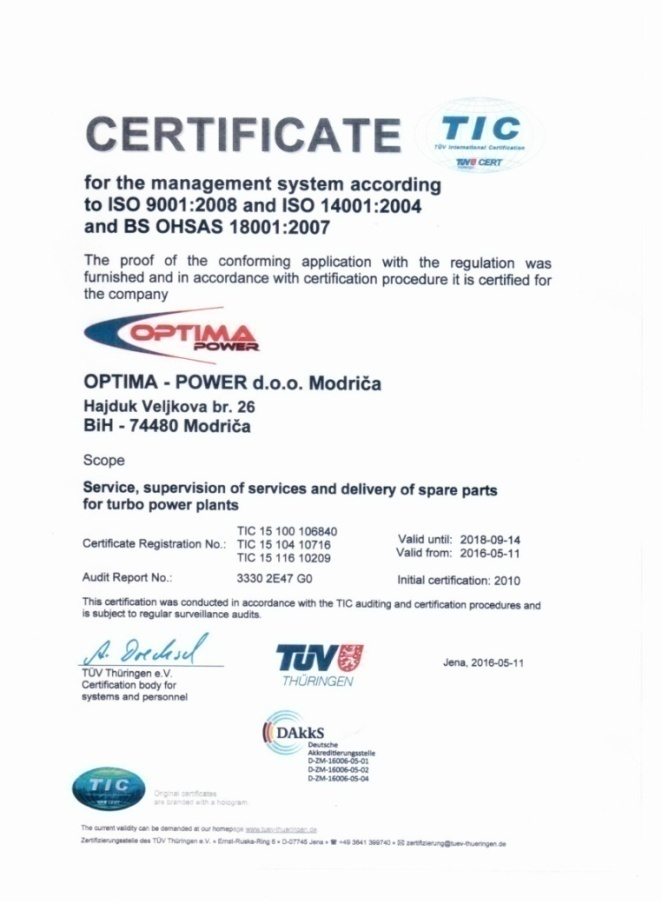 CERTIFICATE
TIC
TÜV International Certification
TÜV CERT
for the management system according
to ISO 9001:2008 and ISO 14001:2004
and BS OHSAS 18001:2007
The proof of the conforming application with the regulation was
furnished and in accordance with certification procedure it is certified for
the company
OPTIMA
POWER
OPTIMA - POWER d.o.o. Modriča
Hajduk Veljkova br. 26
BiH - 74480 Modriča
Scope
Service, supervision of services and delivery of spare parts
for turbo power plants
Certificate Registration No.: TIC 15 100 106840
TIC 15 104 10716
TIC 15 116 10209
Valid until: 2018-09-14
Valid from: 2016-05-11
Audit Report No.: 3330 2E47 G0
Initial certification: 2010
This certification was conducted in accordance with the TIC auditing and certification procedures and
is subject to regular surveillance audits.
A. Drechsel
TÜV Thüringen e.V.
Certification body for
systems and personnel
TÜV
THÜRINGEN
Jena, 2016-05-11
DAkkS
Deutsche
Akkreditierungsstelle
D-ZM-16006-05-01
D-ZM-16006-05-02
D-ZM-16006-05-04
TIC
Original certificates
are branded with a hologram.
The current validity can be demanded at our homepage www.tuev-thueringen.de
Zertifizierungsstelle des TÜV Thüringen e.V. • Ernst-Ruska-Ring 6 • D-07745 Jena • ☎ +49 3641 399740 • ✉ zertifizierung@tuev-thueringen.de